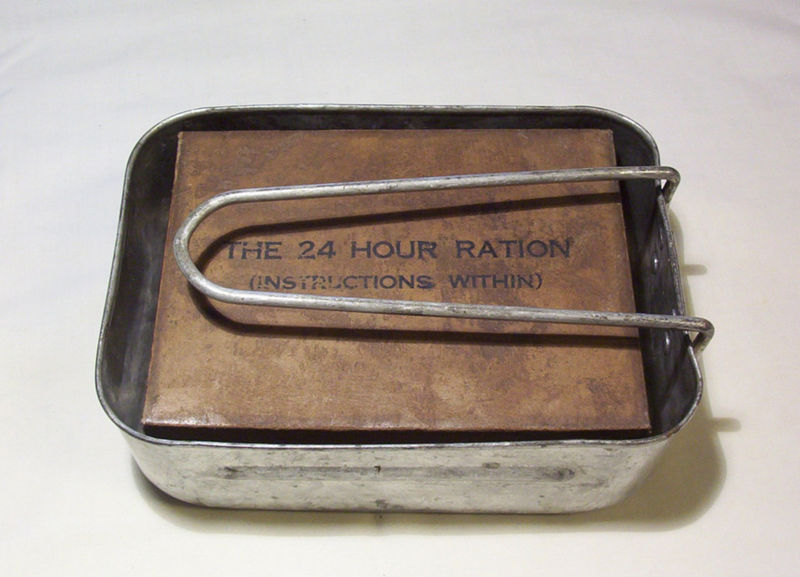 THE 24 HOUR RATION
(INSTRUCTIONS WITHIN)